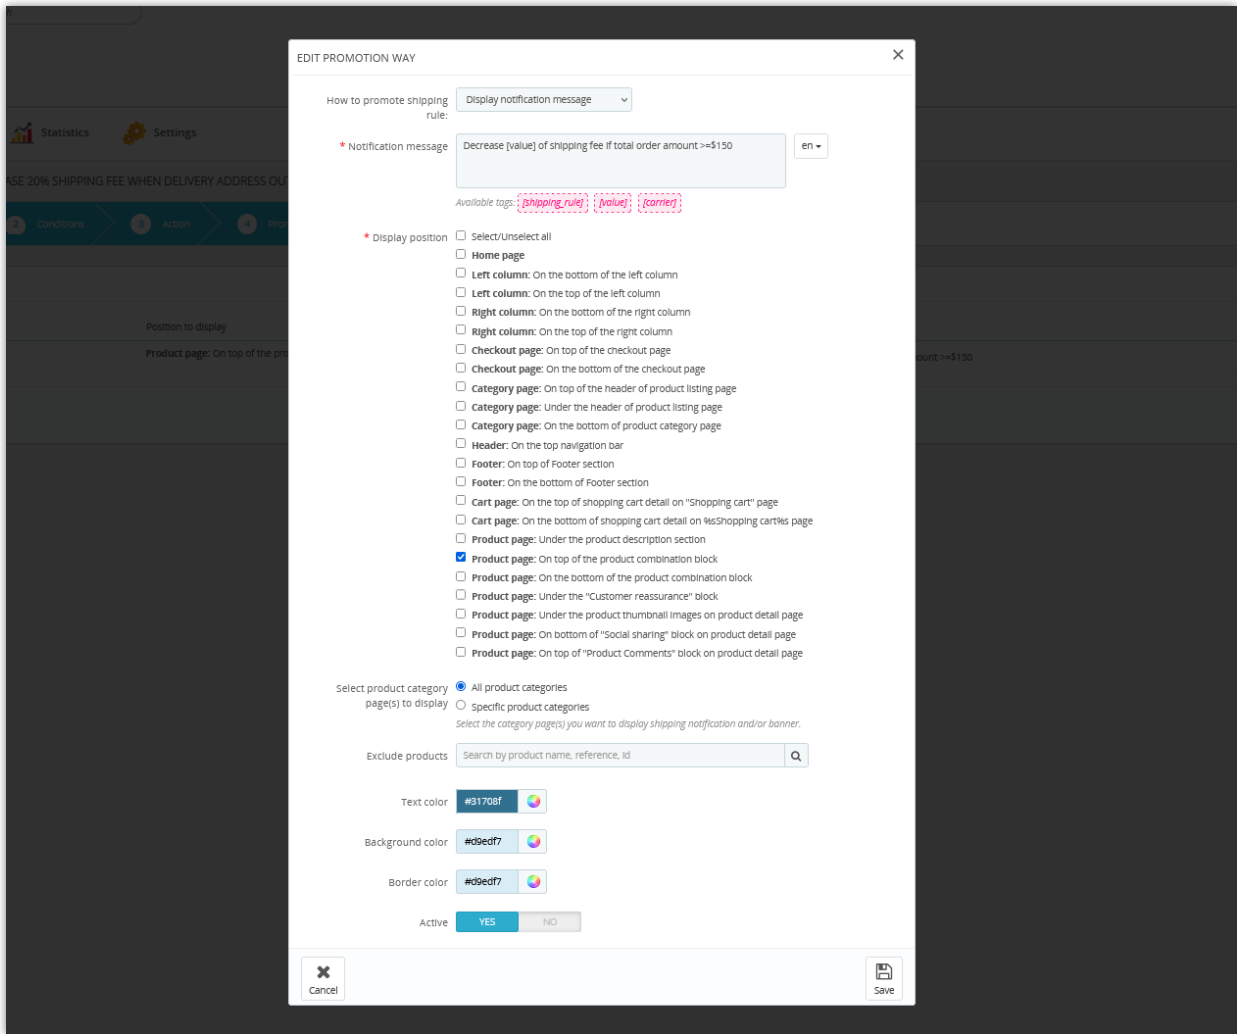 EDIT PROMOTION WAY
How to promote shipping
rule:
Display notification message
Statistics
Settings
* Notification message
Decrease [value] of shipping fee if total order amount >=$150
en
ASE 20% SHIPPING FEE WHEN DELIVERY ADDRESS OU
Available tags: [shipping_rule] [value] [carrier]
2 Conditions
3 Action
4 Pro
* Display position
Select/Unselect all
Home page
Left column: On the bottom of the left column
Left column: On the top of the left column
Right column: On the bottom of the right column
Position to display
Right column: On the top of the right column
Checkout page: On top of the checkout page
Product page: On top of the pro
ount >=$150
Checkout page: On the bottom of the checkout page
Category page: On top of the header of product listing page
Category page: Under the header of product listing page
Category page: On the bottom of product category page
Header: On the top navigation bar
Footer: On top of Footer section
Footer: On the bottom of Footer section
Cart page: On the top of shopping cart detail on "Shopping cart" page
Cart page: On the bottom of shopping cart detail on %sShopping cart%s page
Product page: Under the product description section
Product page: On top of the product combination block
Product page: On the bottom of the product combination block
Product page: Under the "Customer reassurance" block
Product page: Under the product thumbnail images on product detail page
Product page: On bottom of "Social sharing" block on product detail page
Product page: On top of "Product Comments" block on product detail page
Select product category
page(s) to display
All product categories
Specific product categories
Select the category page(s) you want to display shipping notification and/or banner.
Exclude products
Search by product name, reference, id
Text color
#31708f
Background color
#d9edf7
Border color
#d9edf7
Active
YES
NO
Cancel
Save